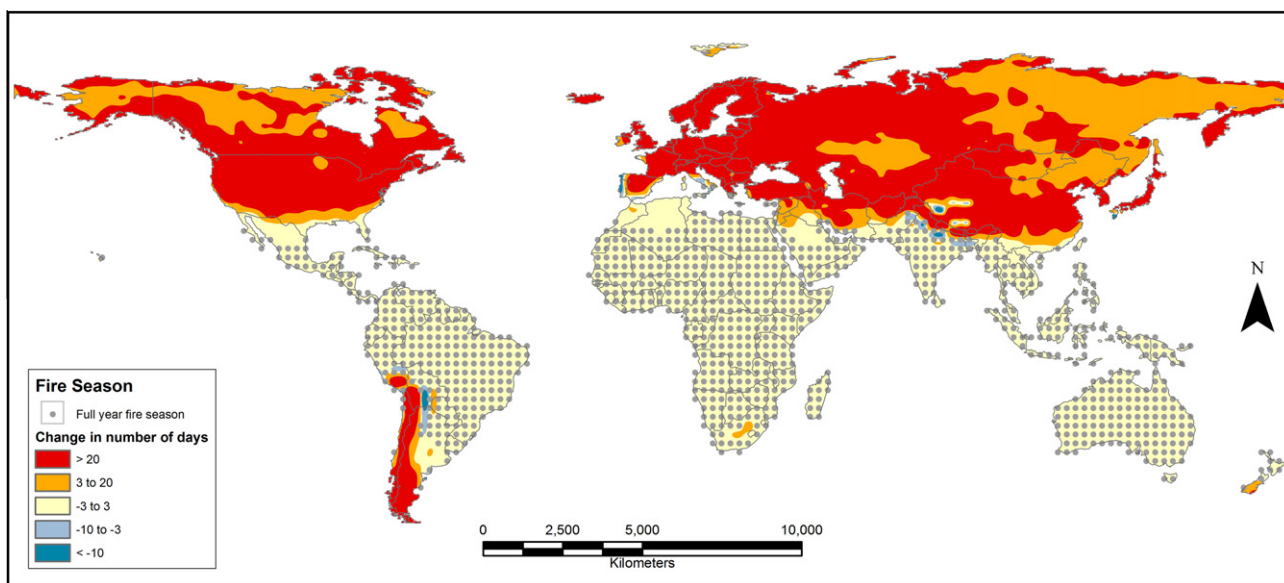 N
Fire Season
Full year fire season
Change in number of days
> 20
3 to 20
-3 to 3
-10 to -3
< -10
0 2,500 5,000 10,000
Kilometers